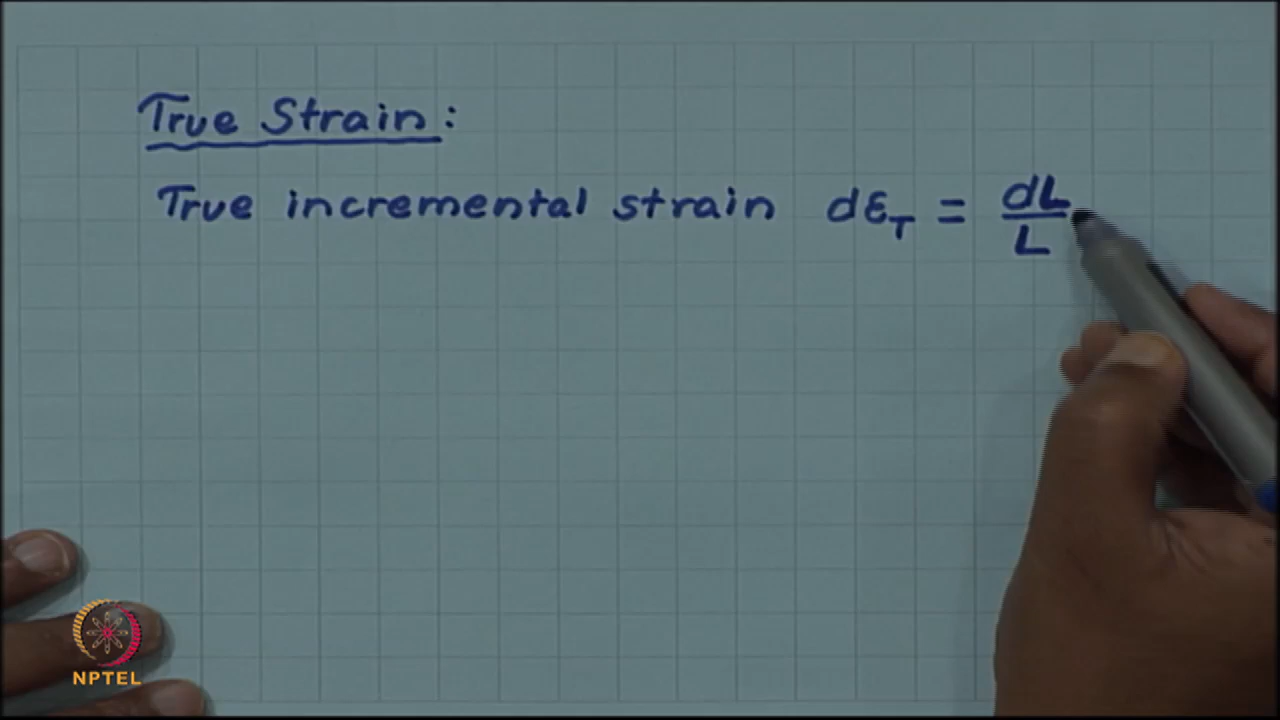 True Strain:
True incremental strain dε_T = dL/L
NPTEL